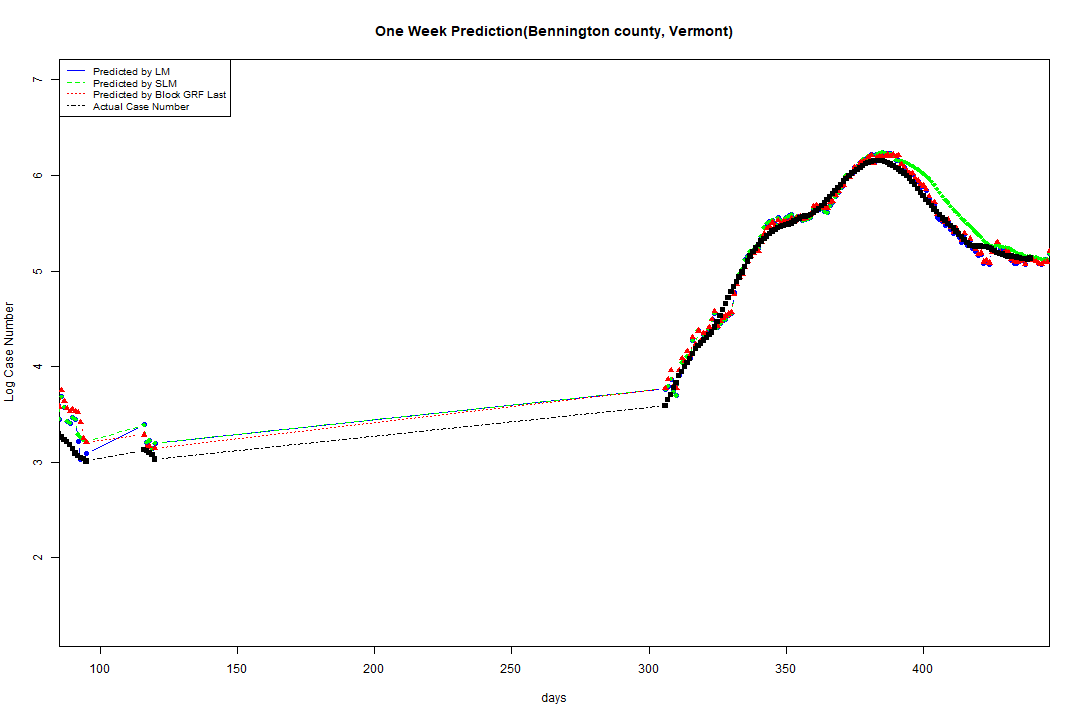 One Week Prediction(Bennington county, Vermont)
Predicted by LM
Predicted by SLM
Predicted by Block GRF Last
Actual Case Number
7
6
5
4
3
2
Log Case Number
100 150 200 250 300 350 400
days